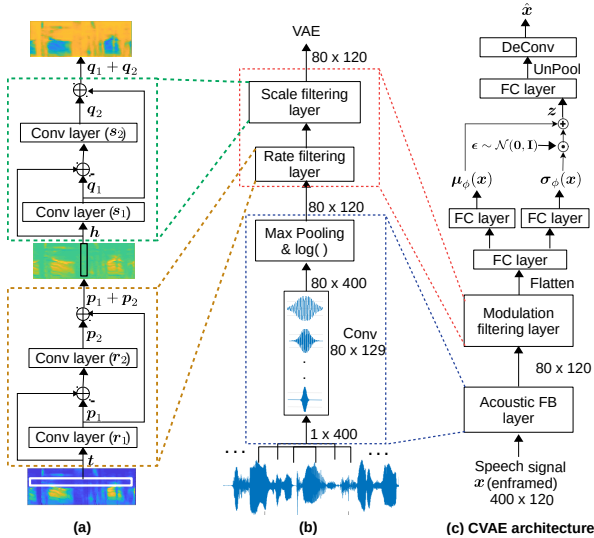 q₁ + q₂
q₂
Conv layer (s₂)
q₁
Conv layer (s₁)
h
p₁ + p₂
p₂
Conv layer (r₂)
p₁
Conv layer (r₁)
t
(a)
VAE
80 x 120
Scale filtering
layer
Rate filtering
layer
80 x 120
Max Pooling
& log( )
80 x 400
Conv
80 x 129
1 x 400
(b)
x̂
DeConv
UnPool
FC layer
z
ϵ ∼ 𝒩(0, I)
μ_ϕ(x)
σ_ϕ(x)
FC layer
FC layer
FC layer
Flatten
Modulation
filtering layer
80 x 120
Acoustic FB
layer
Speech signal
x (enframed)
400 x 120
(c) CVAE architecture